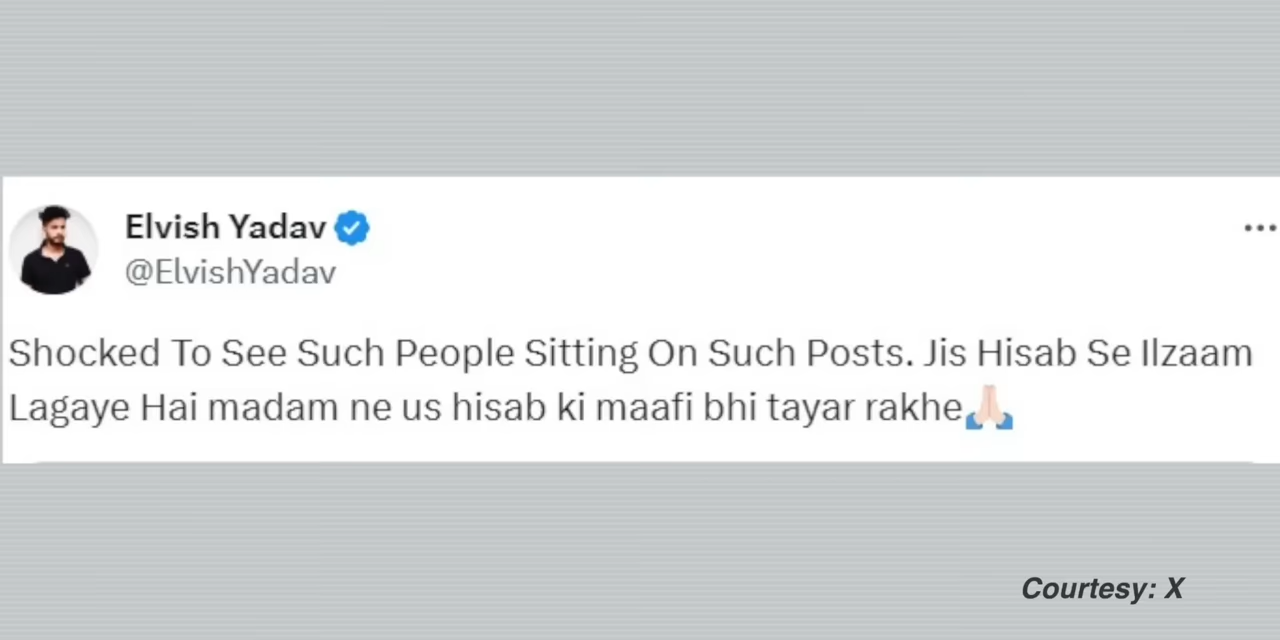 Elvish Yadav
@ElvishYadav
Shocked To See Such People Sitting On Such Posts. Jis Hisab Se Ilzaam
Lagaye Hai madam ne us hisab ki maafi bhi tayar rakhe🙏🏻
Courtesy: X